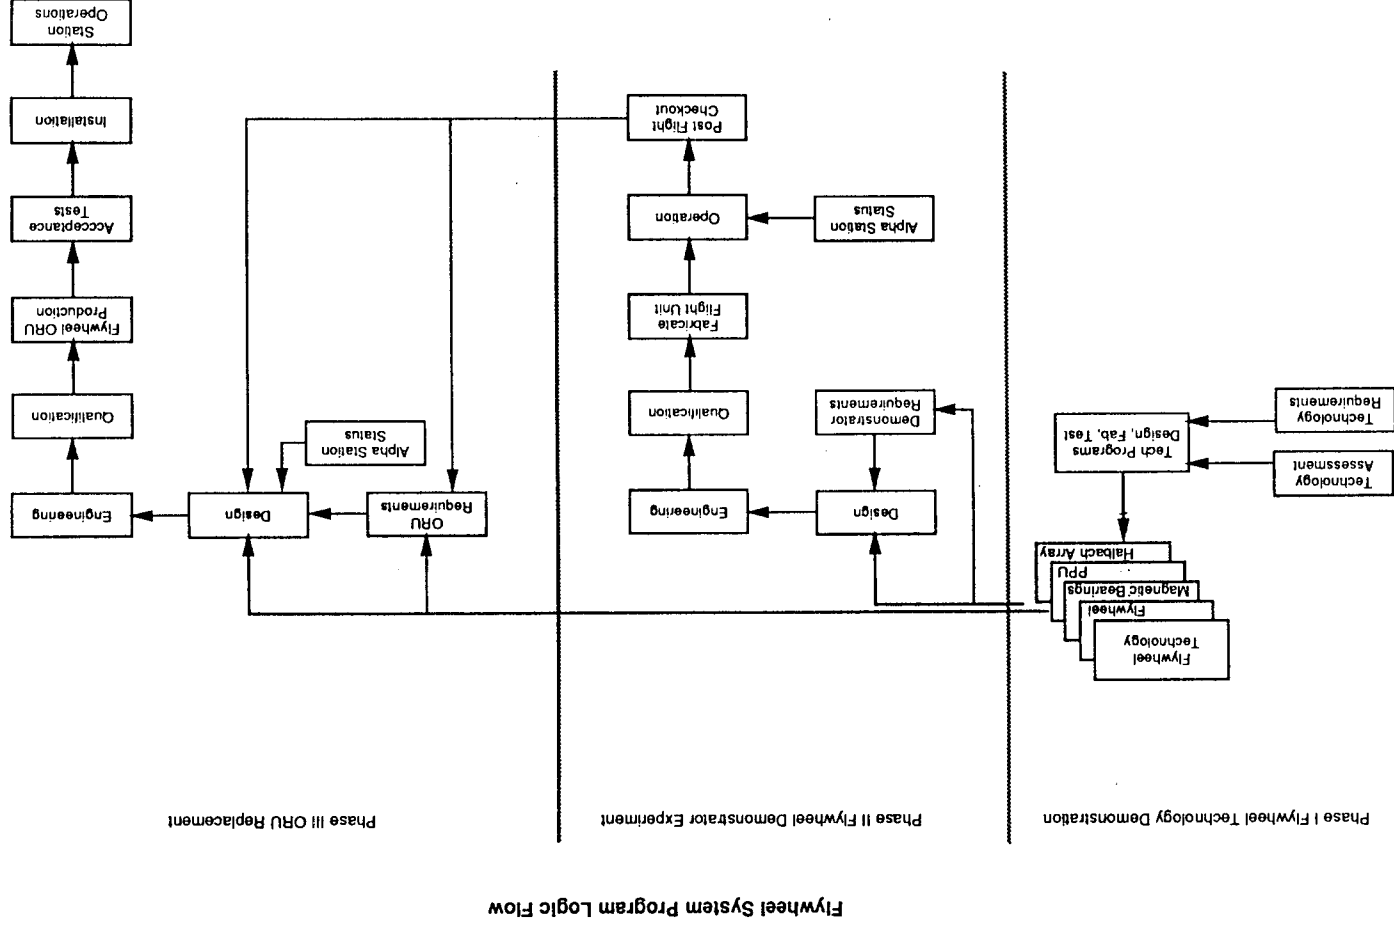 Flywheel System Program Logic Flow
Phase I Flywheel Technology Demonstration
Phase II Flywheel Demonstrator Experiment
Phase III ORU Replacement
Flywheel
Technology
Flywheel
Magnetic Bearings
PPU
Halbach Array
Technology
Assessment
Technology
Requirements
Tech Programs
Design, Fab, Test
Design
Demonstrator
Requirements
Engineering
Qualification
Fabricate
Flight Unit
Alpha Station
Status
Operation
Post Flight
Checkout
ORU
Requirements
Alpha Station
Status
Design
Engineering
Qualification
Flywheel ORU
Production
Accceptance
Tests
Installation
Station
Operations